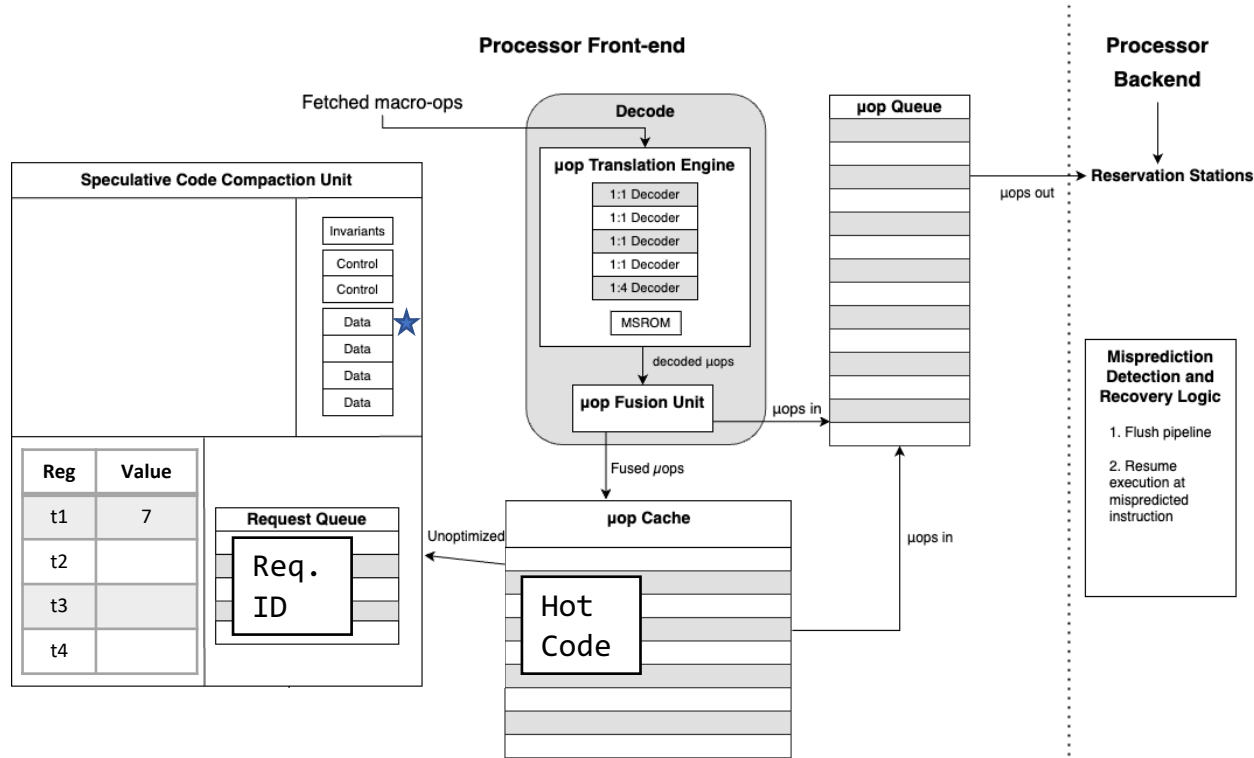 Processor Front-end
Processor
Backend
Fetched macro-ops
Decode
µop Translation Engine
1:1 Decoder
1:1 Decoder
1:1 Decoder
1:1 Decoder
1:4 Decoder
MSROM
decoded µops
µop Fusion Unit
µops in
Fused µops
µop Queue
µops out
Reservation Stations
Speculative Code Compaction Unit
Invariants
Control
Control
Data
Data
Data
Data
Reg Value
t1 7
t2
t3
t4
Request Queue
Req.
ID
Unoptimized
µop Cache
Hot
Code
µops in
Misprediction
Detection and
Recovery Logic
1. Flush pipeline
2. Resume
execution at
mispredicted
instruction